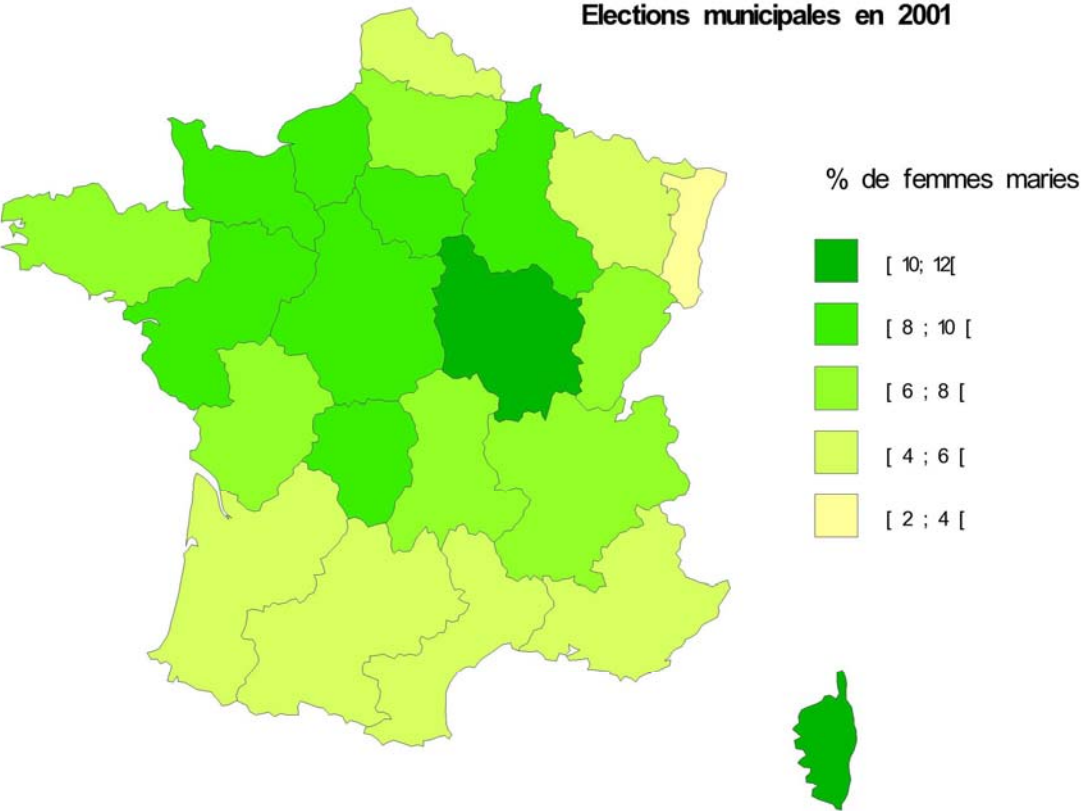 Elections municipales en 2001
% de femmes maries
[ 10; 12[
[ 8 ; 10 [
[ 6 ; 8 [
[ 4 ; 6 [
[ 2 ; 4 [